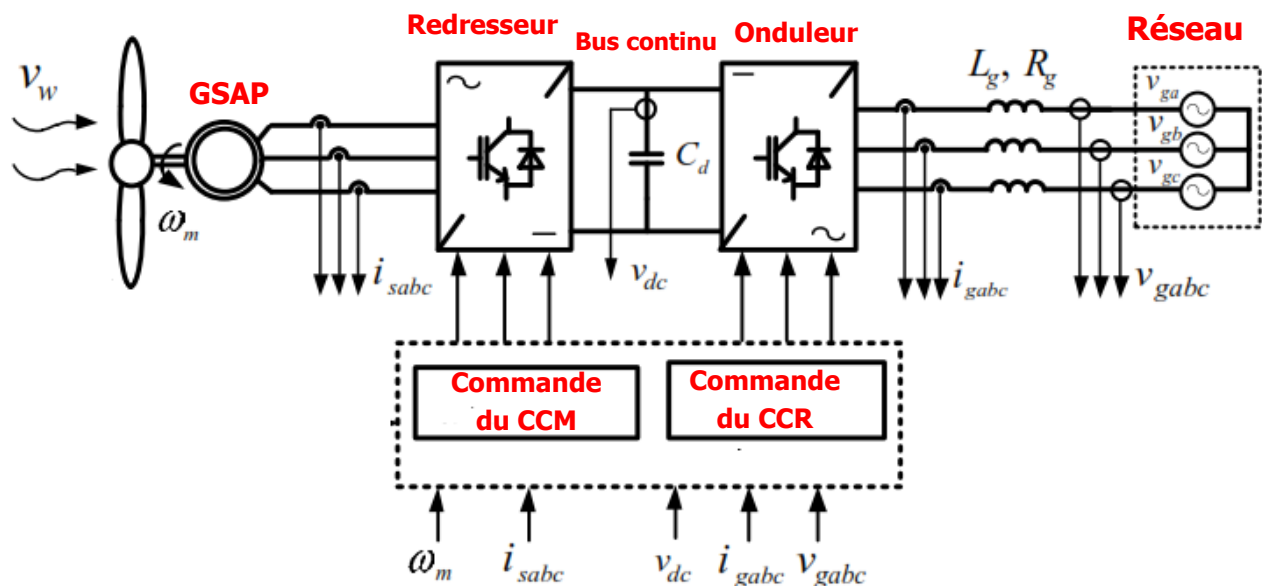 Redresseur
Bus continu
Onduleur
Réseau
v_w
GSAP
L_g, R_g
v_ga
v_gb
v_gc
C_d
ω_m
i_sabc
v_dc
i_gabc
v_gabc
Commande
du CCM
Commande
du CCR
ω_m
i_sabc
v_dc
i_gabc
v_gabc